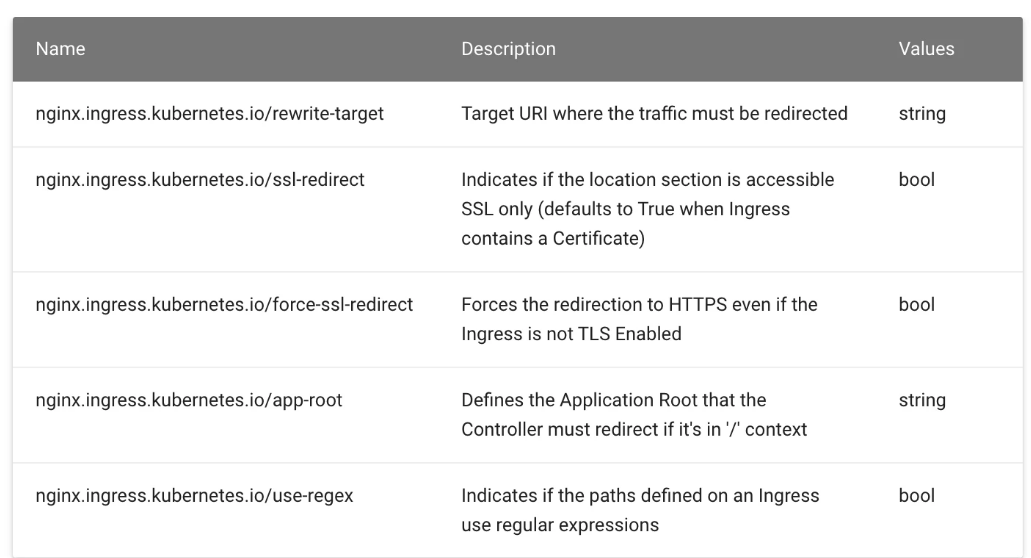 Name Description Values
nginx.ingress.kubernetes.io/rewrite-target Target URI where the traffic must be redirected string
nginx.ingress.kubernetes.io/ssl-redirect Indicates if the location section is accessible bool
SSL only (defaults to True when Ingress
contains a Certificate)
nginx.ingress.kubernetes.io/force-ssl-redirect Forces the redirection to HTTPS even if the bool
Ingress is not TLS Enabled
nginx.ingress.kubernetes.io/app-root Defines the Application Root that the string
Controller must redirect if it's in '/' context
nginx.ingress.kubernetes.io/use-regex Indicates if the paths defined on an Ingress bool
use regular expressions